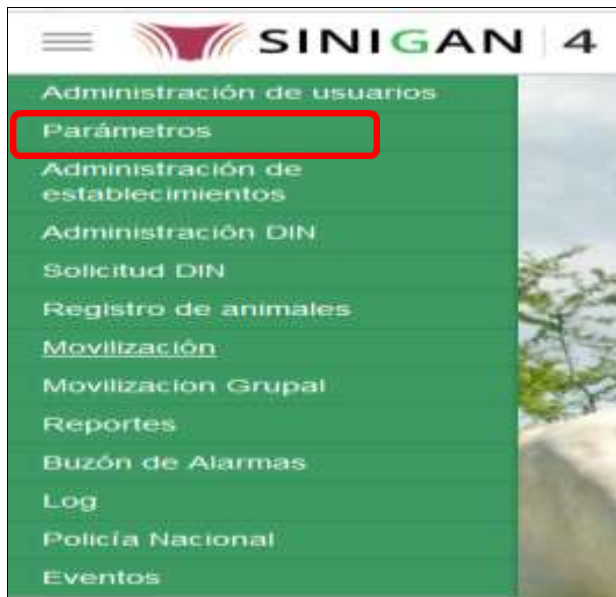 SINIGAN 4
Administración de usuarios
Parámetros
Administración de
establecimientos
Administración DIN
Solicitud DIN
Registro de animales
Movilización
Movilización Grupal
Reportes
Buzón de Alarmas
Log
Policía Nacional
Eventos